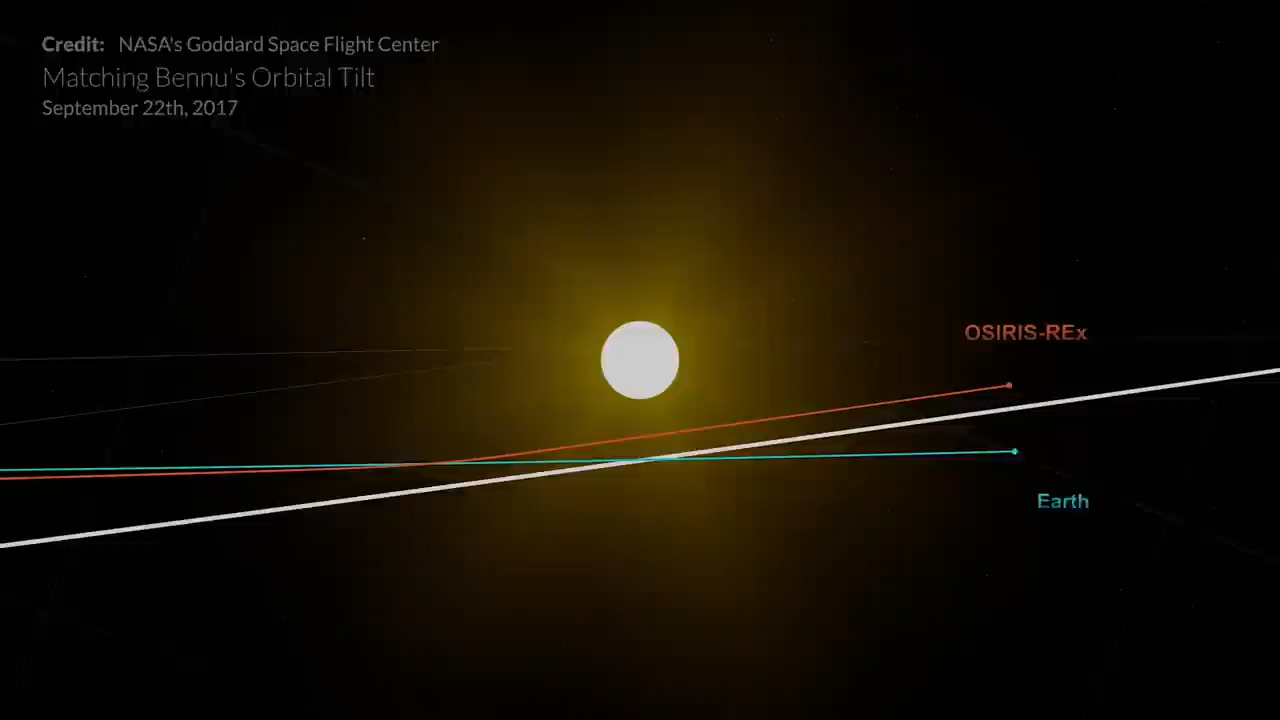 Credit: NASA's Goddard Space Flight Center
Matching Bennu's Orbital Tilt
September 22th, 2017
OSIRIS-REx
Earth